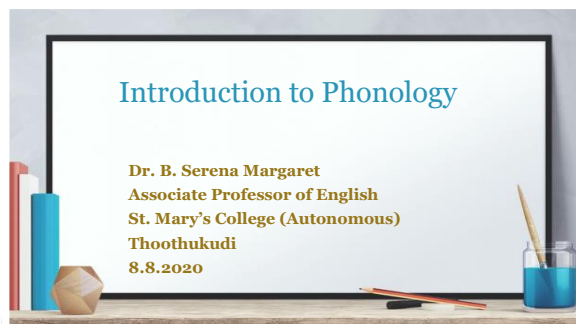 Introduction to Phonology
Dr. B. Serena Margaret
Associate Professor of English
St. Mary’s College (Autonomous)
Thoothukudi
8.8.2020